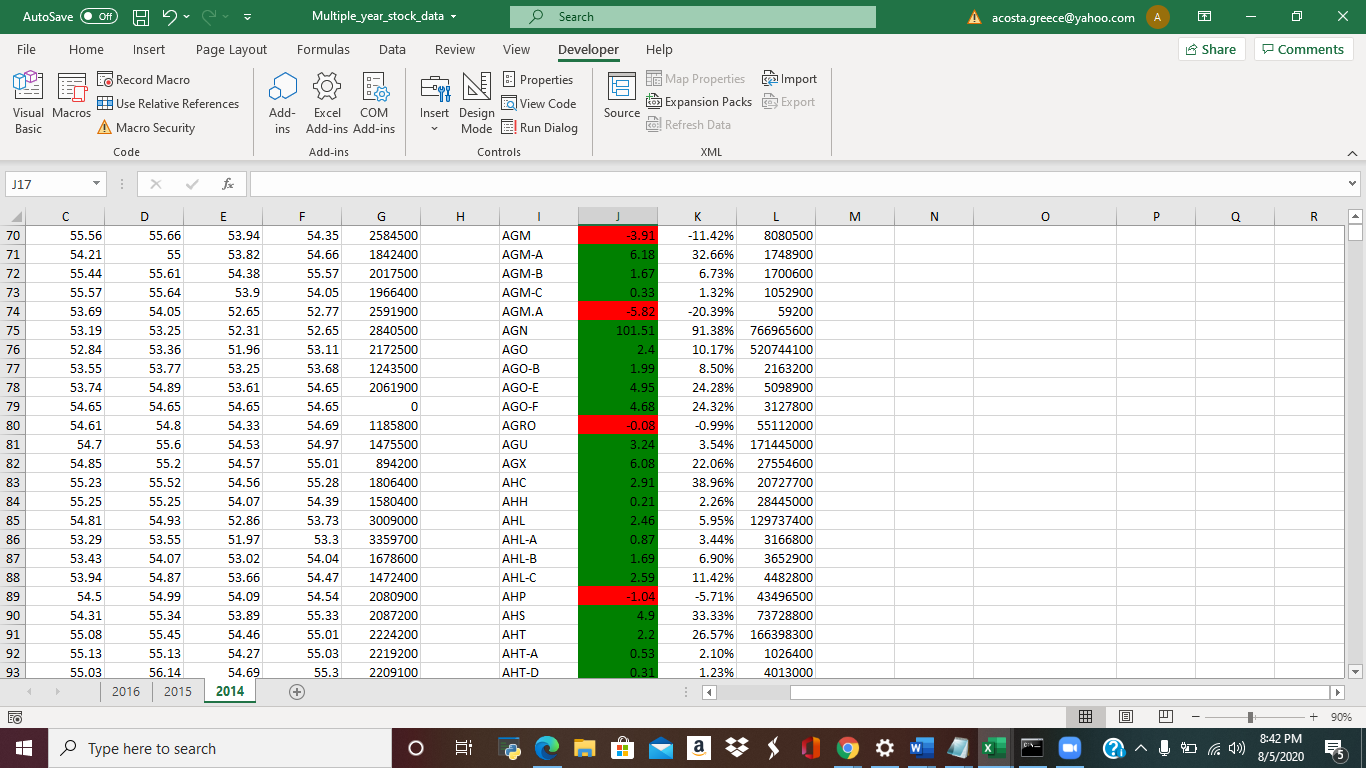 AutoSave Off Multiple_year_stock_data Search acosta.greece@yahoo.com A
File Home Insert Page Layout Formulas Data Review View Developer Help Share Comments
Visual Basic
Macros
Record Macro
Use Relative References
Macro Security
Code
Add-ins
Excel Add-ins
COM Add-ins
Add-ins
Insert
Design Mode
Properties
View Code
Run Dialog
Controls
Source
Map Properties
Expansion Packs
Refresh Data
Import
Export
XML
J17 fx
C D E F G H I J K L M N O P Q R
70 55.56 55.66 53.94 54.35 2584500 AGM -3.91 -11.42% 8080500
71 54.21 55 53.82 54.66 1842400 AGM-A 6.18 32.66% 1748900
72 55.44 55.61 54.38 55.57 2017500 AGM-B 1.67 6.73% 1700600
73 55.57 55.64 53.9 54.05 1966400 AGM-C 0.33 1.32% 1052900
74 53.69 54.05 52.65 52.77 2591900 AGM.A -5.82 -20.39% 59200
75 53.19 53.25 52.31 52.65 2840500 AGN 101.51 91.38% 766965600
76 52.84 53.36 51.96 53.11 2172500 AGO 2.4 10.17% 520744100
77 53.55 53.77 53.25 53.68 1243500 AGO-B 1.99 8.50% 2163200
78 53.74 54.89 53.61 54.65 2061900 AGO-E 4.95 24.28% 5098900
79 54.65 54.65 54.65 54.65 0 AGO-F 4.68 24.32% 3127800
80 54.61 54.8 54.33 54.69 1185800 AGRO -0.08 -0.99% 55112000
81 54.7 55.6 54.53 54.97 1475500 AGU 3.24 3.54% 171445000
82 54.85 55.2 54.57 55.01 894200 AGX 6.08 22.06% 27554600
83 55.23 55.52 54.56 55.28 1806400 AHC 2.91 38.96% 20727700
84 55.25 55.25 54.07 54.39 1580400 AHH 0.21 2.26% 28445000
85 54.81 54.93 52.86 53.73 3009000 AHL 2.46 5.95% 129737400
86 53.29 53.55 51.97 53.3 3359700 AHL-A 0.87 3.44% 3166800
87 53.43 54.07 53.02 54.04 1678600 AHL-B 1.69 6.90% 3652900
88 53.94 54.87 53.66 54.47 1472400 AHL-C 2.59 11.42% 4482800
89 54.5 54.99 54.09 54.54 2080900 AHP -1.04 -5.71% 43496500
90 54.31 55.34 53.89 55.33 2087200 AHS 4.9 33.33% 73728800
91 55.08 55.45 54.46 55.01 2224200 AHT 2.2 26.57% 166398300
92 55.13 55.13 54.27 55.03 2219200 AHT-A 0.53 2.10% 1026400
93 55.03 56.14 54.69 55.3 2209100 AHT-D 0.31 1.23% 4013000
2016 2015 2014
90%
Type here to search
8:42 PM
8/5/2020
5